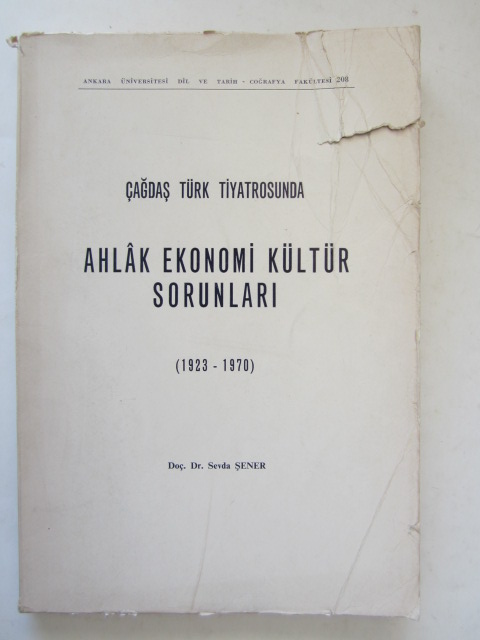 ANKARA ÜNİVERSİTESİ DİL VE TARİH - COĞRAFYA FAKÜLTESİ 208
ÇAĞDAŞ TÜRK TİYATROSUNDA
AHLÂK EKONOMİ KÜLTÜR
SORUNLARI
(1923 - 1970)
Doç. Dr. Sevda ŞENER